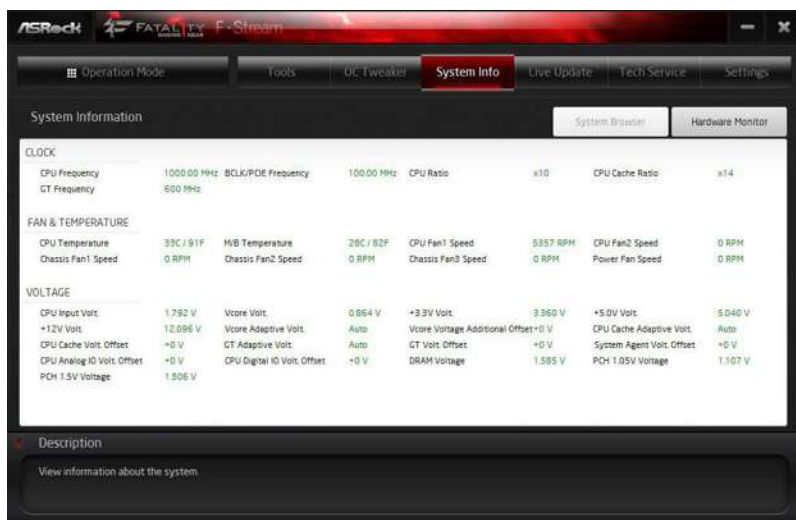 ASRock FATAL1TY F-Stream
Operation Mode Tools OC Tweaker System Info Live Update Tech Service Settings
System Information System Browser Hardware Monitor
CLOCK
CPU Frequency 1000.00 MHz BCLK/PCIE Frequency 100.00 MHz CPU Ratio x10 CPU Cache Ratio x14
GT Frequency 600 MHz
FAN & TEMPERATURE
CPU Temperature 33C / 91F M/B Temperature 28C / 82F CPU Fan1 Speed 5357 RPM CPU Fan2 Speed 0 RPM
Chassis Fan1 Speed 0 RPM Chassis Fan2 Speed 0 RPM Chassis Fan3 Speed 0 RPM Power Fan Speed 0 RPM
VOLTAGE
CPU Input Volt. 1.792 V Vcore Volt. 0.864 V +3.3V Volt. 3.360 V +5.0V Volt. 5.040 V
+12V Volt. 12.096 V Vcore Adaptive Volt. Auto Vcore Voltage Additional Offset +0 V CPU Cache Adaptive Volt. Auto
CPU Cache Volt. Offset +0 V GT Adaptive Volt. Auto GT Volt. Offset +0 V System Agent Volt. Offset +0 V
CPU Analog IO Volt. Offset +0 V CPU Digital IO Volt. Offset +0 V DRAM Voltage 1.585 V PCH 1.05V Voltage 1.107 V
PCH 1.5V Voltage 1.506 V
Description
View information about the system